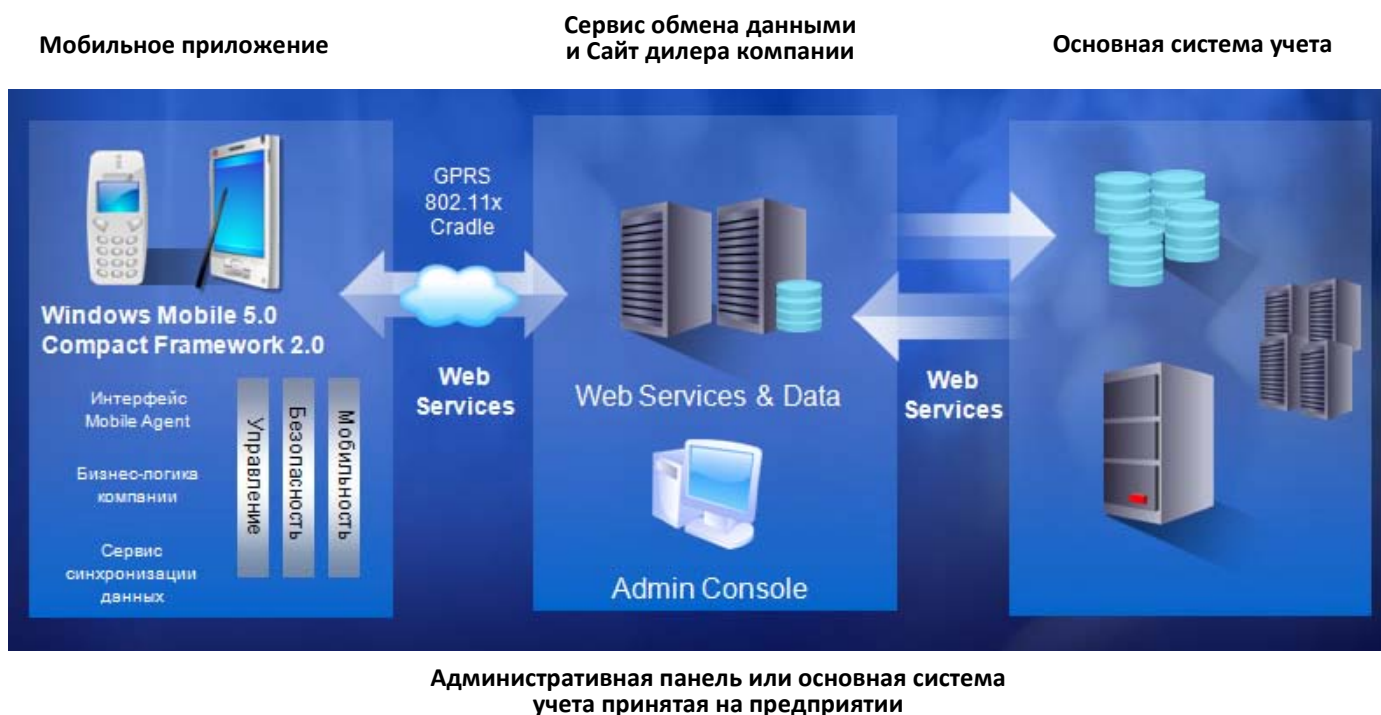 Мобильное приложение
Сервис обмена данными
и Сайт дилера компании
Основная система учета
Windows Mobile 5.0
Compact Framework 2.0
Интерфейс
Mobile Agent
Бизнес-логика
компании
Сервис
синхронизации
данных
Управление
Безопасность
Мобильность
GPRS
802.11x
Cradle
Web
Services
Web Services & Data
Admin Console
Web
Services
Административная панель или основная система
учета принятая на предприятии